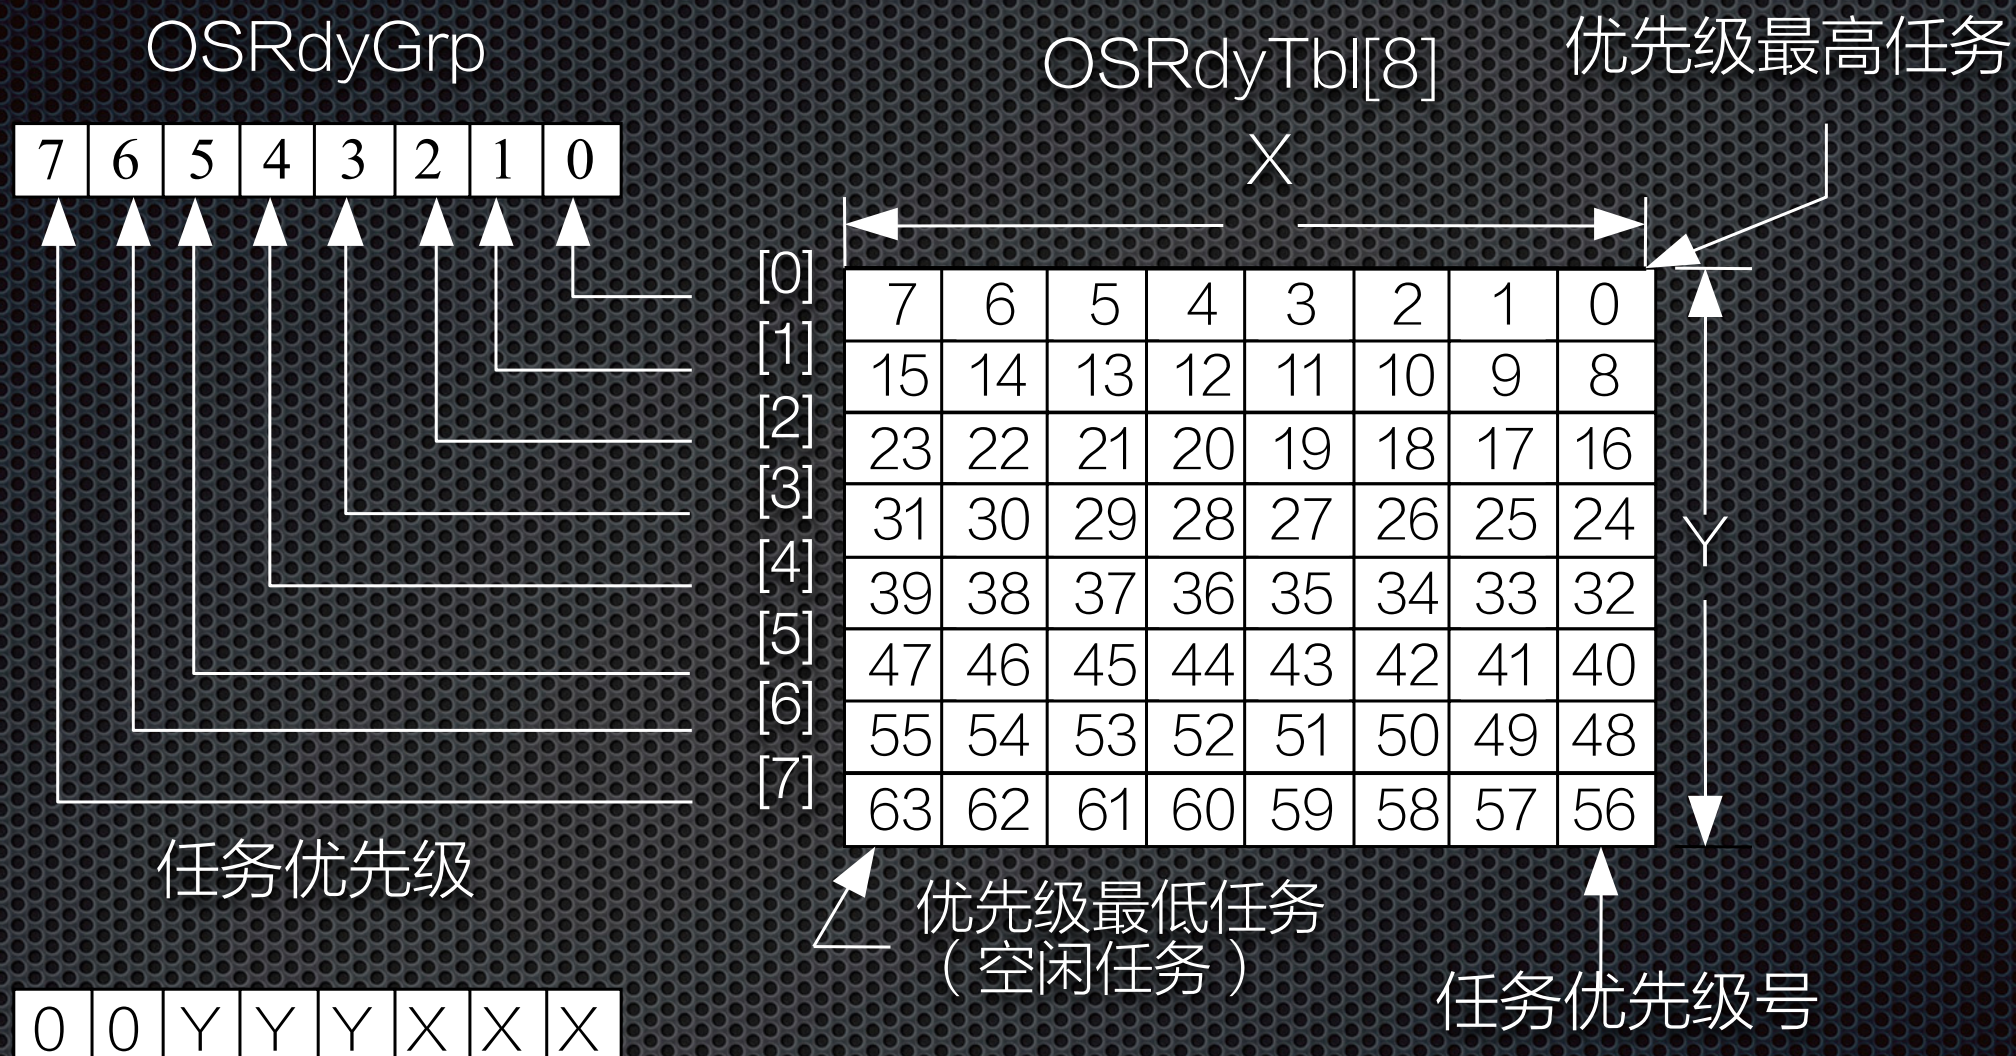 OSRdyGrp
7 6 5 4 3 2 1 0
OSRdyTbl[8]
优先级最高任务
X
[0] 7 6 5 4 3 2 1 0
[1] 15 14 13 12 11 10 9 8
[2] 23 22 21 20 19 18 17 16
[3] 31 30 29 28 27 26 25 24
Y
[4] 39 38 37 36 35 34 33 32
[5] 47 46 45 44 43 42 41 40
[6] 55 54 53 52 51 50 49 48
[7] 63 62 61 60 59 58 57 56
任务优先级
优先级最低任务
（空闲任务）
任务优先级号
0 0 Y Y Y X X X